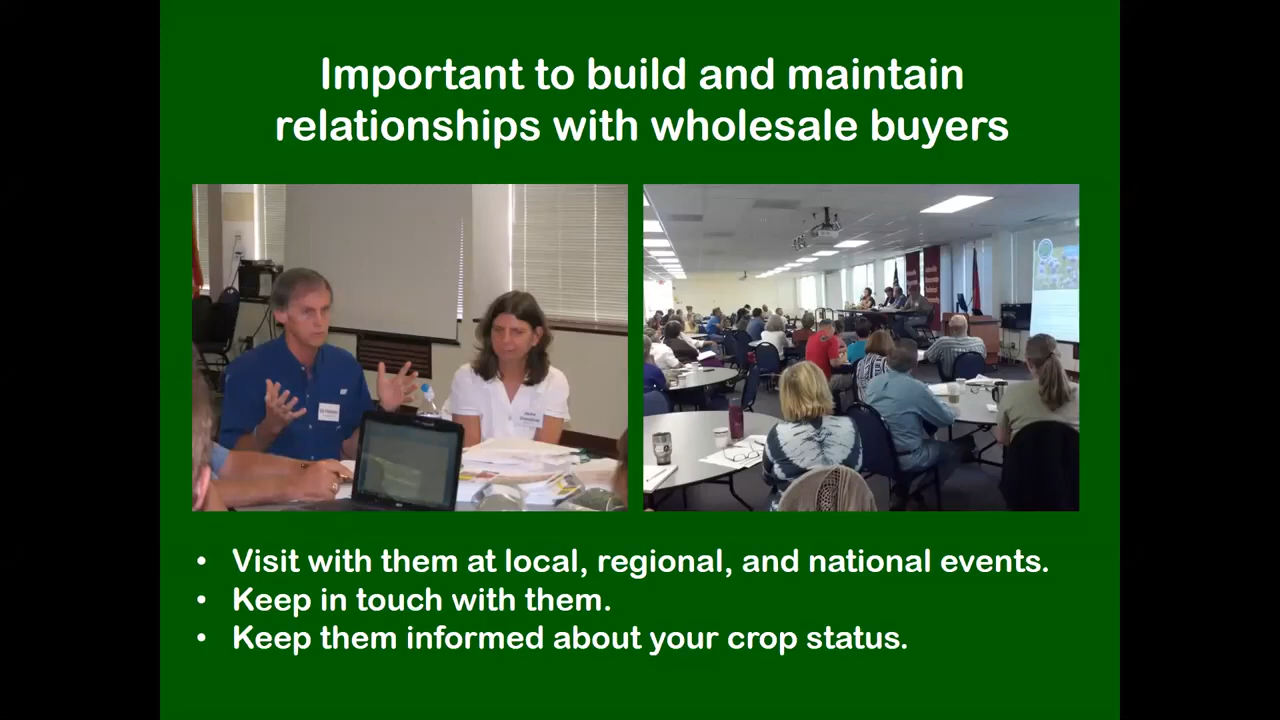 Important to build and maintain
relationships with wholesale buyers
• Visit with them at local, regional, and national events.
• Keep in touch with them.
• Keep them informed about your crop status.